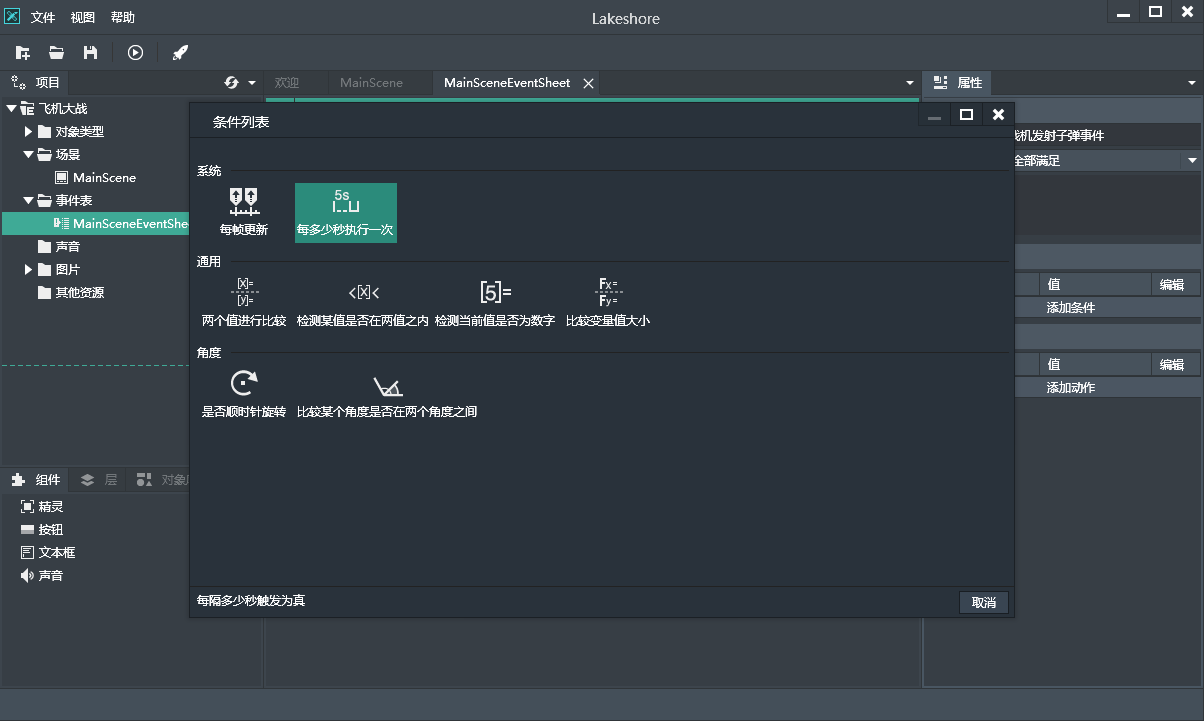 Lakeshore
文件 视图 帮助
项目
欢迎 MainScene MainSceneEventSheet
属性
飞机大战
对象类型
场景
MainScene
事件表
MainSceneEventShe
声音
图片
其他资源
组件 层 对象
精灵
按钮
文本框
声音
条件列表
系统
每帧更新
5s
每多少秒执行一次
通用
[X]=
[y]=
两个值进行比较
<[X]<
检测某值是否在两值之内
[5]=
检测当前值是否为数字
Fx=
Fy=
比较变量值大小
角度
是否顺时针旋转
比较某个角度是否在两个角度之间
每隔多少秒触发为真
取消
机发射子弹事件
全部满足
值 编辑
添加条件
值 编辑
添加动作